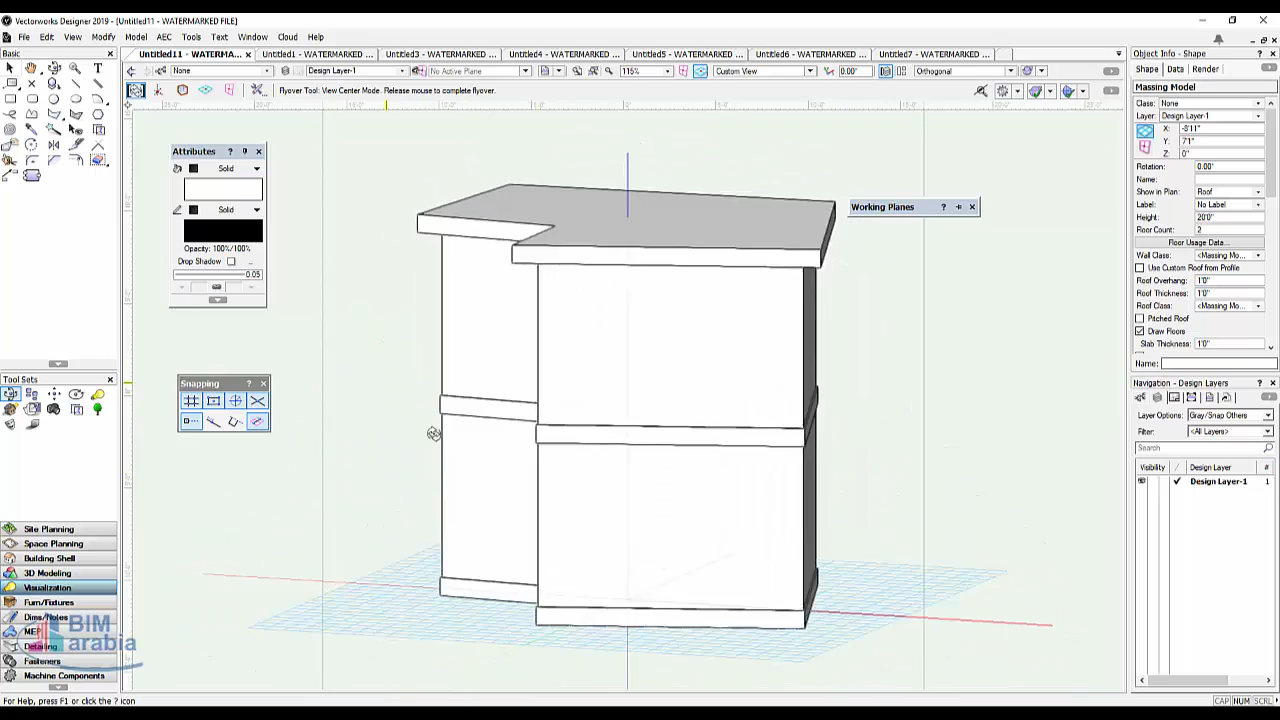 Vectorworks Designer 2019 - [Untitled11 - WATERMARKED FILE]
File Edit View Modify Model AEC Tools Text Window Cloud Help
Basic
Untitled11 - WATERMA... Untitled1 - WATERMARKED ... Untitled3 - WATERMARKED ... Untitled4 - WATERMARKED ... Untitled5 - WATERMARKED ... Untitled6 - WATERMARKED ... Untitled7 - WATERMARKED ...
None Design Layer-1 No Active Plane 115% Custom View 0.00° Orthogonal
Flyover Tool: View Center Mode. Release mouse to complete flyover.
Attributes
Solid
Solid
Opacity: 100%/100%
Drop Shadow
0.05
Snapping
Working Planes
Tool Sets
Site Planning
Space Planning
Building Shell
3D Modeling
Visualization
Furn/Fixtures
Dims/Notes
MEP
Detailing
Fasteners
Machine Components
BIM
arabia
Object Info - Shape
Shape Data Render
Massing Model
Class: None
Layer: Design Layer-1
X: -8'11"
Y: 7'1"
Z: 0"
Rotation: 0.00°
Name:
Show in Plan: Roof
Label: No Label
Height: 20'0"
Floor Count: 2
Floor Usage Data...
Wall Class: <Massing Mo...
Use Custom Roof from Profile
Roof Overhang: 1'0"
Roof Thickness: 1'0"
Roof Class: <Massing Mo...
Pitched Roof
Draw Floors
Slab Thickness: 1'0"
Name:
Navigation - Design Layers
Layer Options: Gray/Snap Others
Filter: <All Layers>
Search
Visibility Design Layer #
Design Layer-1 1
For Help, press F1 or click the ? icon
CAP NUM SCRL